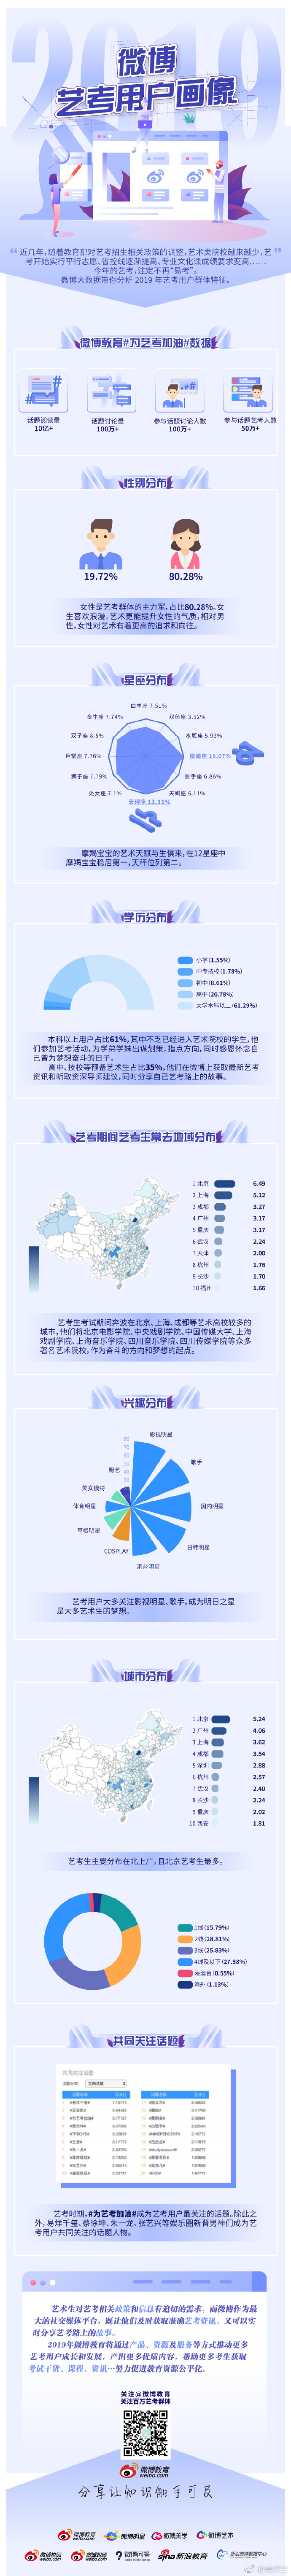 2019
微博
艺考用户画像
“ 近几年，随着教育部对艺考招生相关政策的调整，艺术类院校越来越少，艺 ”
考开始实行平行志愿、省控线逐渐提高、专业文化课成绩要求变高……
今年的艺考，注定不再“易考”。
微博大数据带你分析 2019 年艺考用户群体特征。
微博教育#为艺考加油#数据
话题阅读量
10亿+
话题讨论量
100万+
参与话题讨论人数
100万+
参与话题艺考人数
50万+
性别分布
19.72%
80.28%
女性是艺考群体的主力军，占比80.28%。女
生喜欢浪漫，艺术更能提升女性的气质，相对男
性，女性对艺术有着更高的追求和向往。
星座分布
白羊座 7.51%
金牛座 7.74%
双鱼座 3.52%
双子座 8.5%
水瓶座 5.93%
巨蟹座 7.76%
摩羯座 18.07%
狮子座 7.79%
射手座 6.86%
处女座 7.1%
天蝎座 6.11%
天秤座 13.11%
摩羯宝宝的艺术天赋与生俱来，在12星座中
摩羯宝宝稳居第一，天秤位列第二。
学历分布
小学(1.55%)
中专技校(1.78%)
初中(8.61%)
高中(26.78%)
大学本科以上(61.29%)
本科以上用户占比61%，其中不乏已经进入艺术院校的学生，他
们参加艺考活动，为学弟学妹出谋划策，指点方向，同时感恩怀念自
己曾为梦想奋斗的日子。
高中、技校等预备艺术生占比35%，他们在微博上获取最新艺考
资讯和听取资深导师建议，同时分享自己艺考路上的故事。
艺考期间艺考生常去地域分布
1 北京 6.49
2 上海 5.12
3 成都 3.27
4 广州 3.17
5 重庆 3.17
6 武汉 2.24
7 天津 2.00
8 杭州 1.76
9 长沙 1.70
10 福州 1.66
艺考生考试期间奔波在北京、上海、成都等艺术高校较多的
城市，他们将北京电影学院、中央戏剧学院、中国传媒大学、上海
戏剧学院、上海音乐学院、四川音乐学院、四川传媒学院等众多
著名艺术院校，作为奋斗的方向和梦想的起点。
兴趣分布
影视明星
歌手
厨艺
美女模特
体育明星
国内明星
草根明星
日韩明星
COSPLAY
港台明星
艺考用户大多关注影视明星、歌手，成为明日之星
是大多艺术生的梦想。
城市分布
1 北京 5.24
2 广州 4.06
3 上海 3.62
4 成都 3.54
5 深圳 2.88
6 杭州 2.57
7 武汉 2.40
8 长沙 2.24
9 重庆 2.02
10 西安 1.81
艺考生主要分布在北上广，且北京艺考生最多。
1线(15.79%)
2线(28.81%)
3线(25.83%)
4线及以下(27.88%)
港澳台(0.55%)
海外(1.13%)
共同关注话题
共同关注话题
艺考时期，#为艺考加油#成为艺考用户最关注的话题。除此之
外，易烊千玺、蔡徐坤、朱一龙、张艺兴等娱乐圈新晋男神们成为艺
考用户共同关注的话题人物。
艺术生对艺考相关政策和信息有迫切的需求，而微博作为最
大的社交媒体平台，既让他们及时获取准确艺考资讯，又可以实
时分享艺考路上的故事。
2019年微博教育将通过产品、资源及服务等方式推动更多
艺考用户成长和发展，产出更多优质内容，帮助更多考生获取
考试干货、课程、资讯…努力促进教育资源公平化。
关注@微博教育
关注百万艺考群体
微博教育
weibo.com
分享让知识触手可及
微博教育
微博明星
微博美学
微博艺术
微博校园
微博职场
微博问答
sina新浪教育